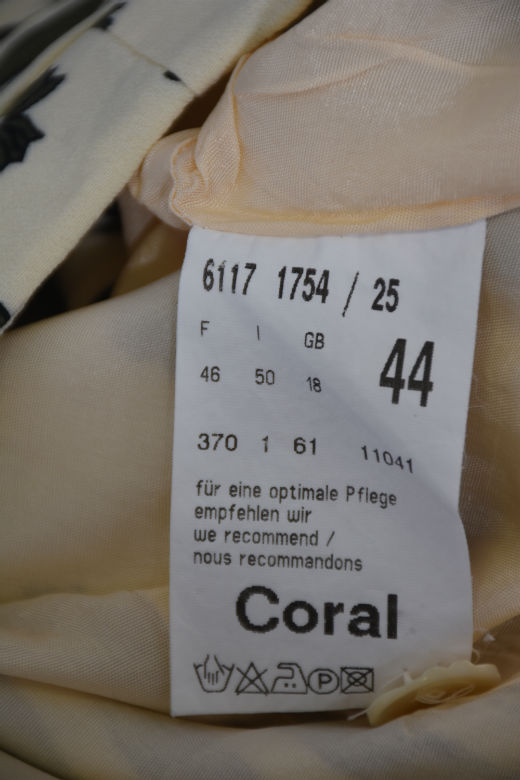 6117 1754 / 25
F I GB 44
46 50 18
370 1 61 11041
für eine optimale Pflege
empfehlen wir
we recommend /
nous recommandons
Coral
P